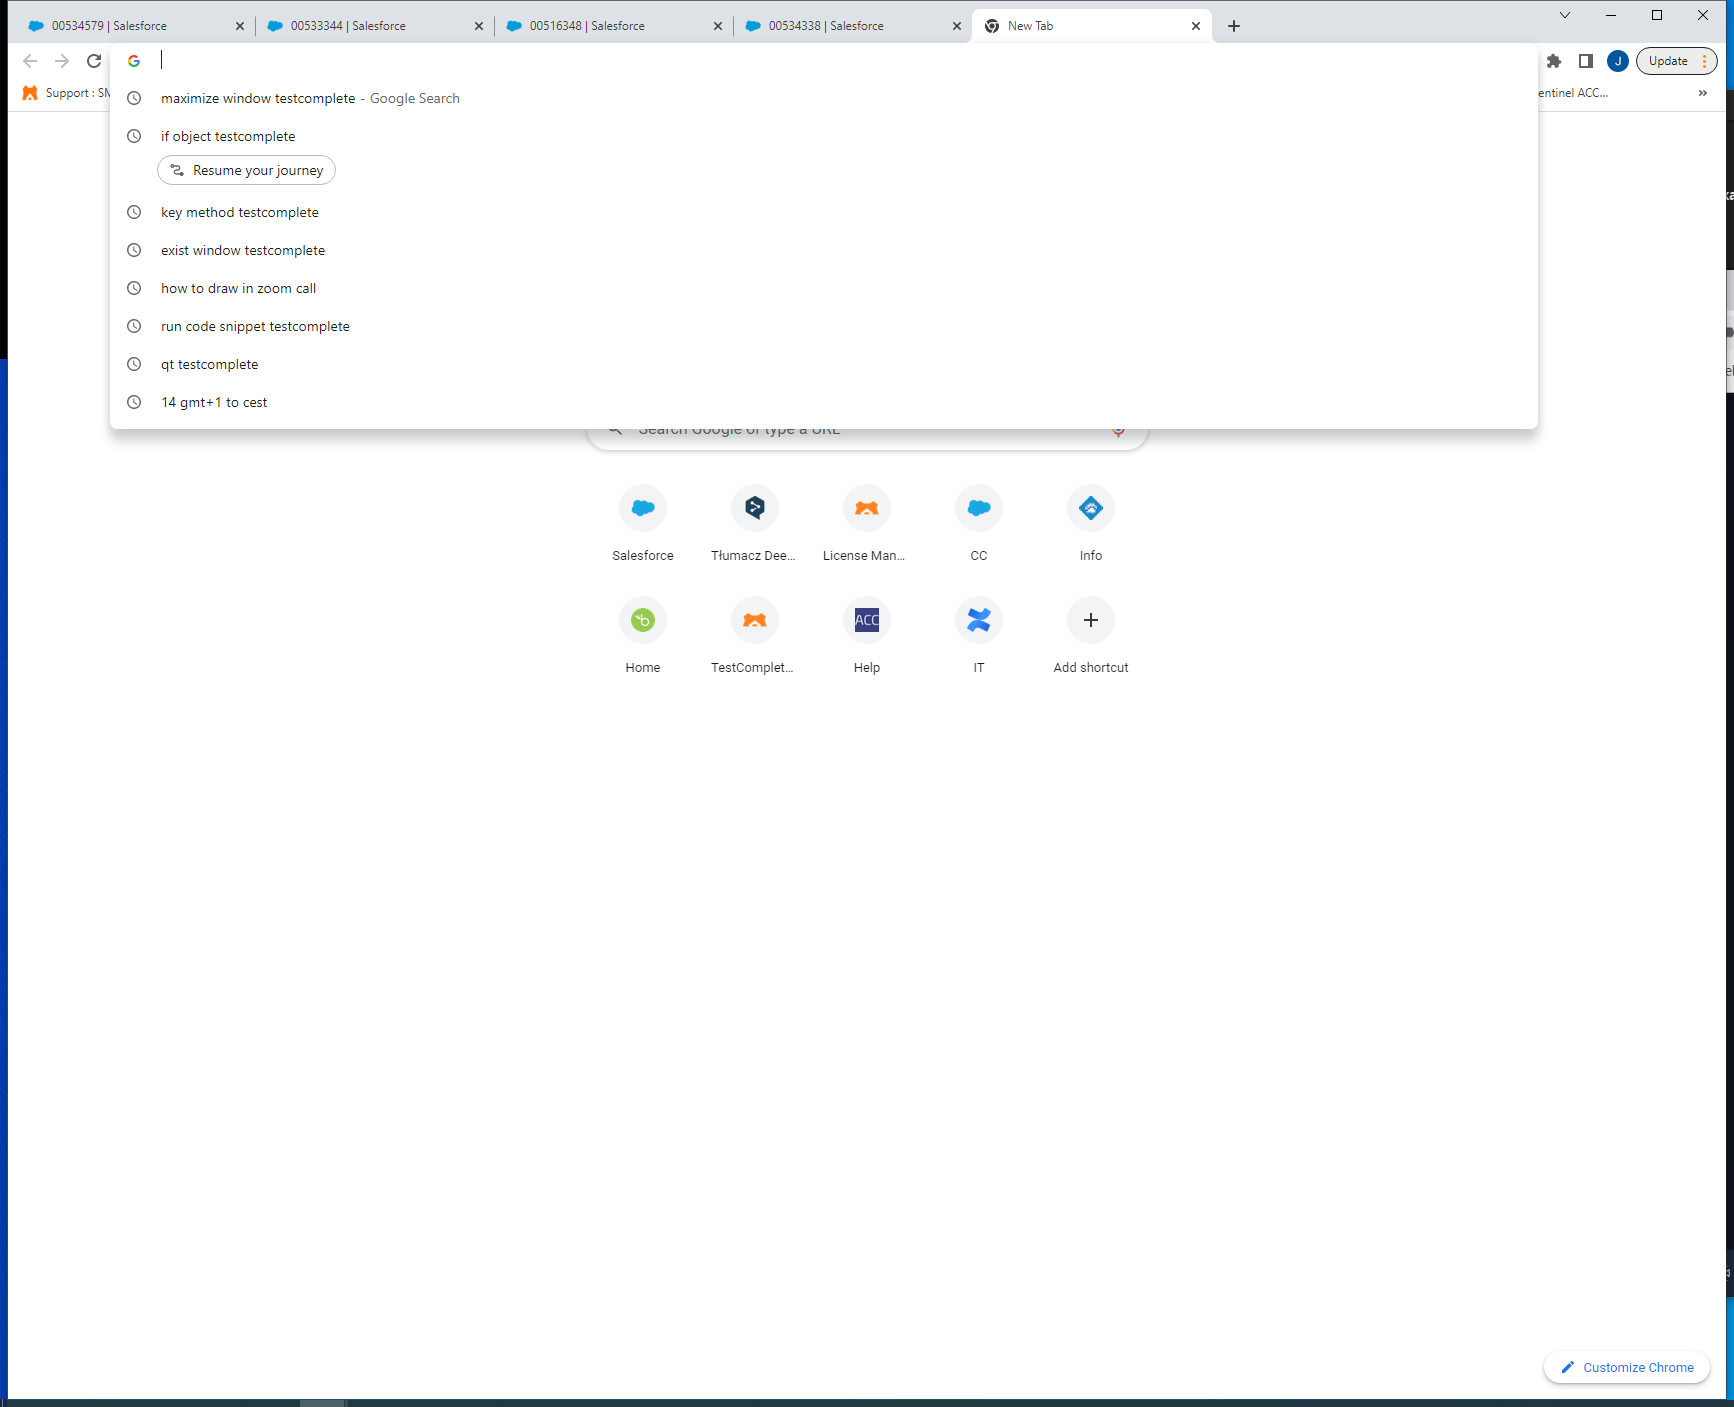 00534579 | Salesforce
00533344 | Salesforce
00516348 | Salesforce
00534338 | Salesforce
New Tab
J
Update
Support : SM
entinel ACC...
maximize window testcomplete - Google Search
if object testcomplete
Resume your journey
key method testcomplete
exist window testcomplete
how to draw in zoom call
run code snippet testcomplete
qt testcomplete
14 gmt+1 to cest
Search Google or type a URL
Salesforce
Tłumacz Dee...
License Man...
CC
Info
ACC
Home
TestComplet...
Help
IT
Add shortcut
Customize Chrome